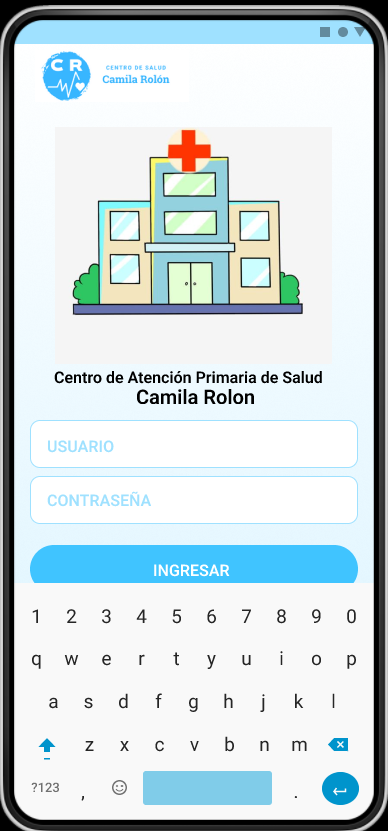 C R
CENTRO DE SALUD
Camila Rolón
Centro de Atención Primaria de Salud
Camila Rolon
USUARIO
CONTRASEÑA
INGRESAR
1 2 3 4 5 6 7 8 9 0
q w e r t y u i o p
a s d f g h j k l
z x c v b n m
?123 , .